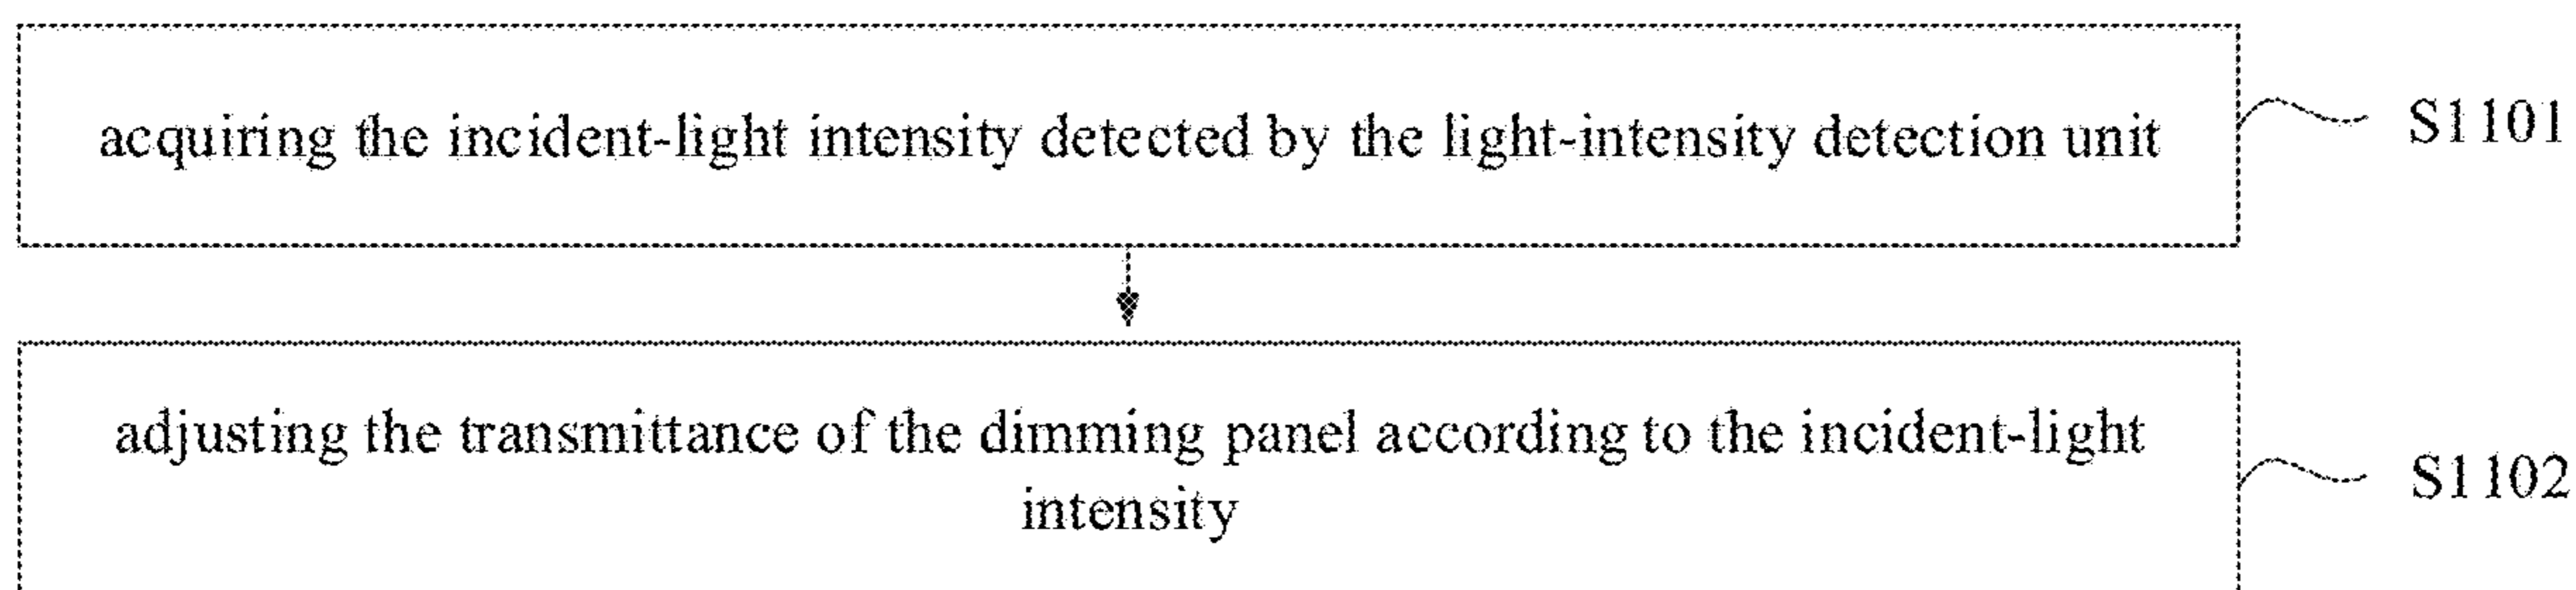 acquiring the incident-light intensity detected by the light-intensity detection unit
S1101
adjusting the transmittance of the dimming panel according to the incident-light
intensity
S1102